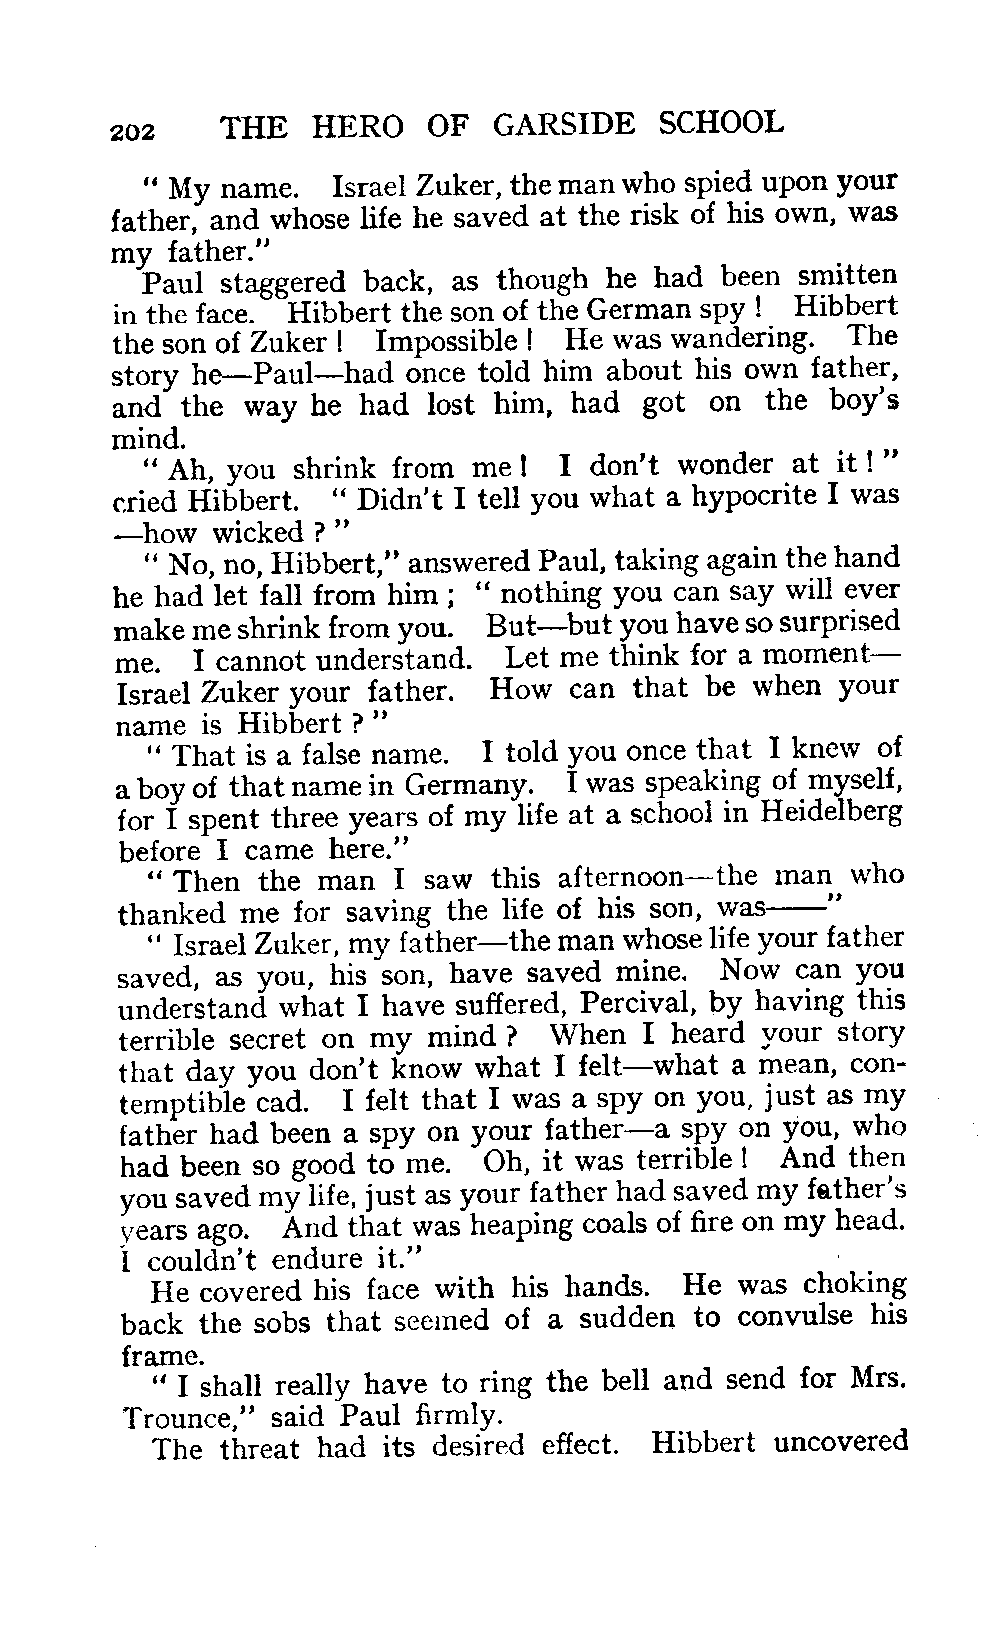 202 THE HERO OF GARSIDE SCHOOL
" My name. Israel Zuker, the man who spied upon your
father, and whose life he saved at the risk of his own, was
my father."
Paul staggered back, as though he had been smitten
in the face. Hibbert the son of the German spy ! Hibbert
the son of Zuker ! Impossible ! He was wandering. The
story he—Paul—had once told him about his own father,
and the way he had lost him, had got on the boy's
mind.
" Ah, you shrink from me ! I don't wonder at it ! "
cried Hibbert. " Didn't I tell you what a hypocrite I was
—how wicked ? "
" No, no, Hibbert," answered Paul, taking again the hand
he had let fall from him ; " nothing you can say will ever
make me shrink from you. But—but you have so surprised
me. I cannot understand. Let me think for a moment—
Israel Zuker your father. How can that be when your
name is Hibbert ? "
" That is a false name. I told you once that I knew of
a boy of that name in Germany. I was speaking of myself,
for I spent three years of my life at a school in Heidelberg
before I came here."
" Then the man I saw this afternoon—the man who
thanked me for saving the life of his son, was——"
" Israel Zuker, my father—the man whose life your father
saved, as you, his son, have saved mine. Now can you
understand what I have suffered, Percival, by having this
terrible secret on my mind ? When I heard your story
that day you don't know what I felt—what a mean, con-
temptible cad. I felt that I was a spy on you, just as my
father had been a spy on your father—a spy on you, who
had been so good to me. Oh, it was terrible ! And then
you saved my life, just as your father had saved my father's
years ago. And that was heaping coals of fire on my head.
I couldn't endure it."
He covered his face with his hands. He was choking
back the sobs that seemed of a sudden to convulse his
frame.
" I shall really have to ring the bell and send for Mrs.
Trounce," said Paul firmly.
The threat had its desired effect. Hibbert uncovered